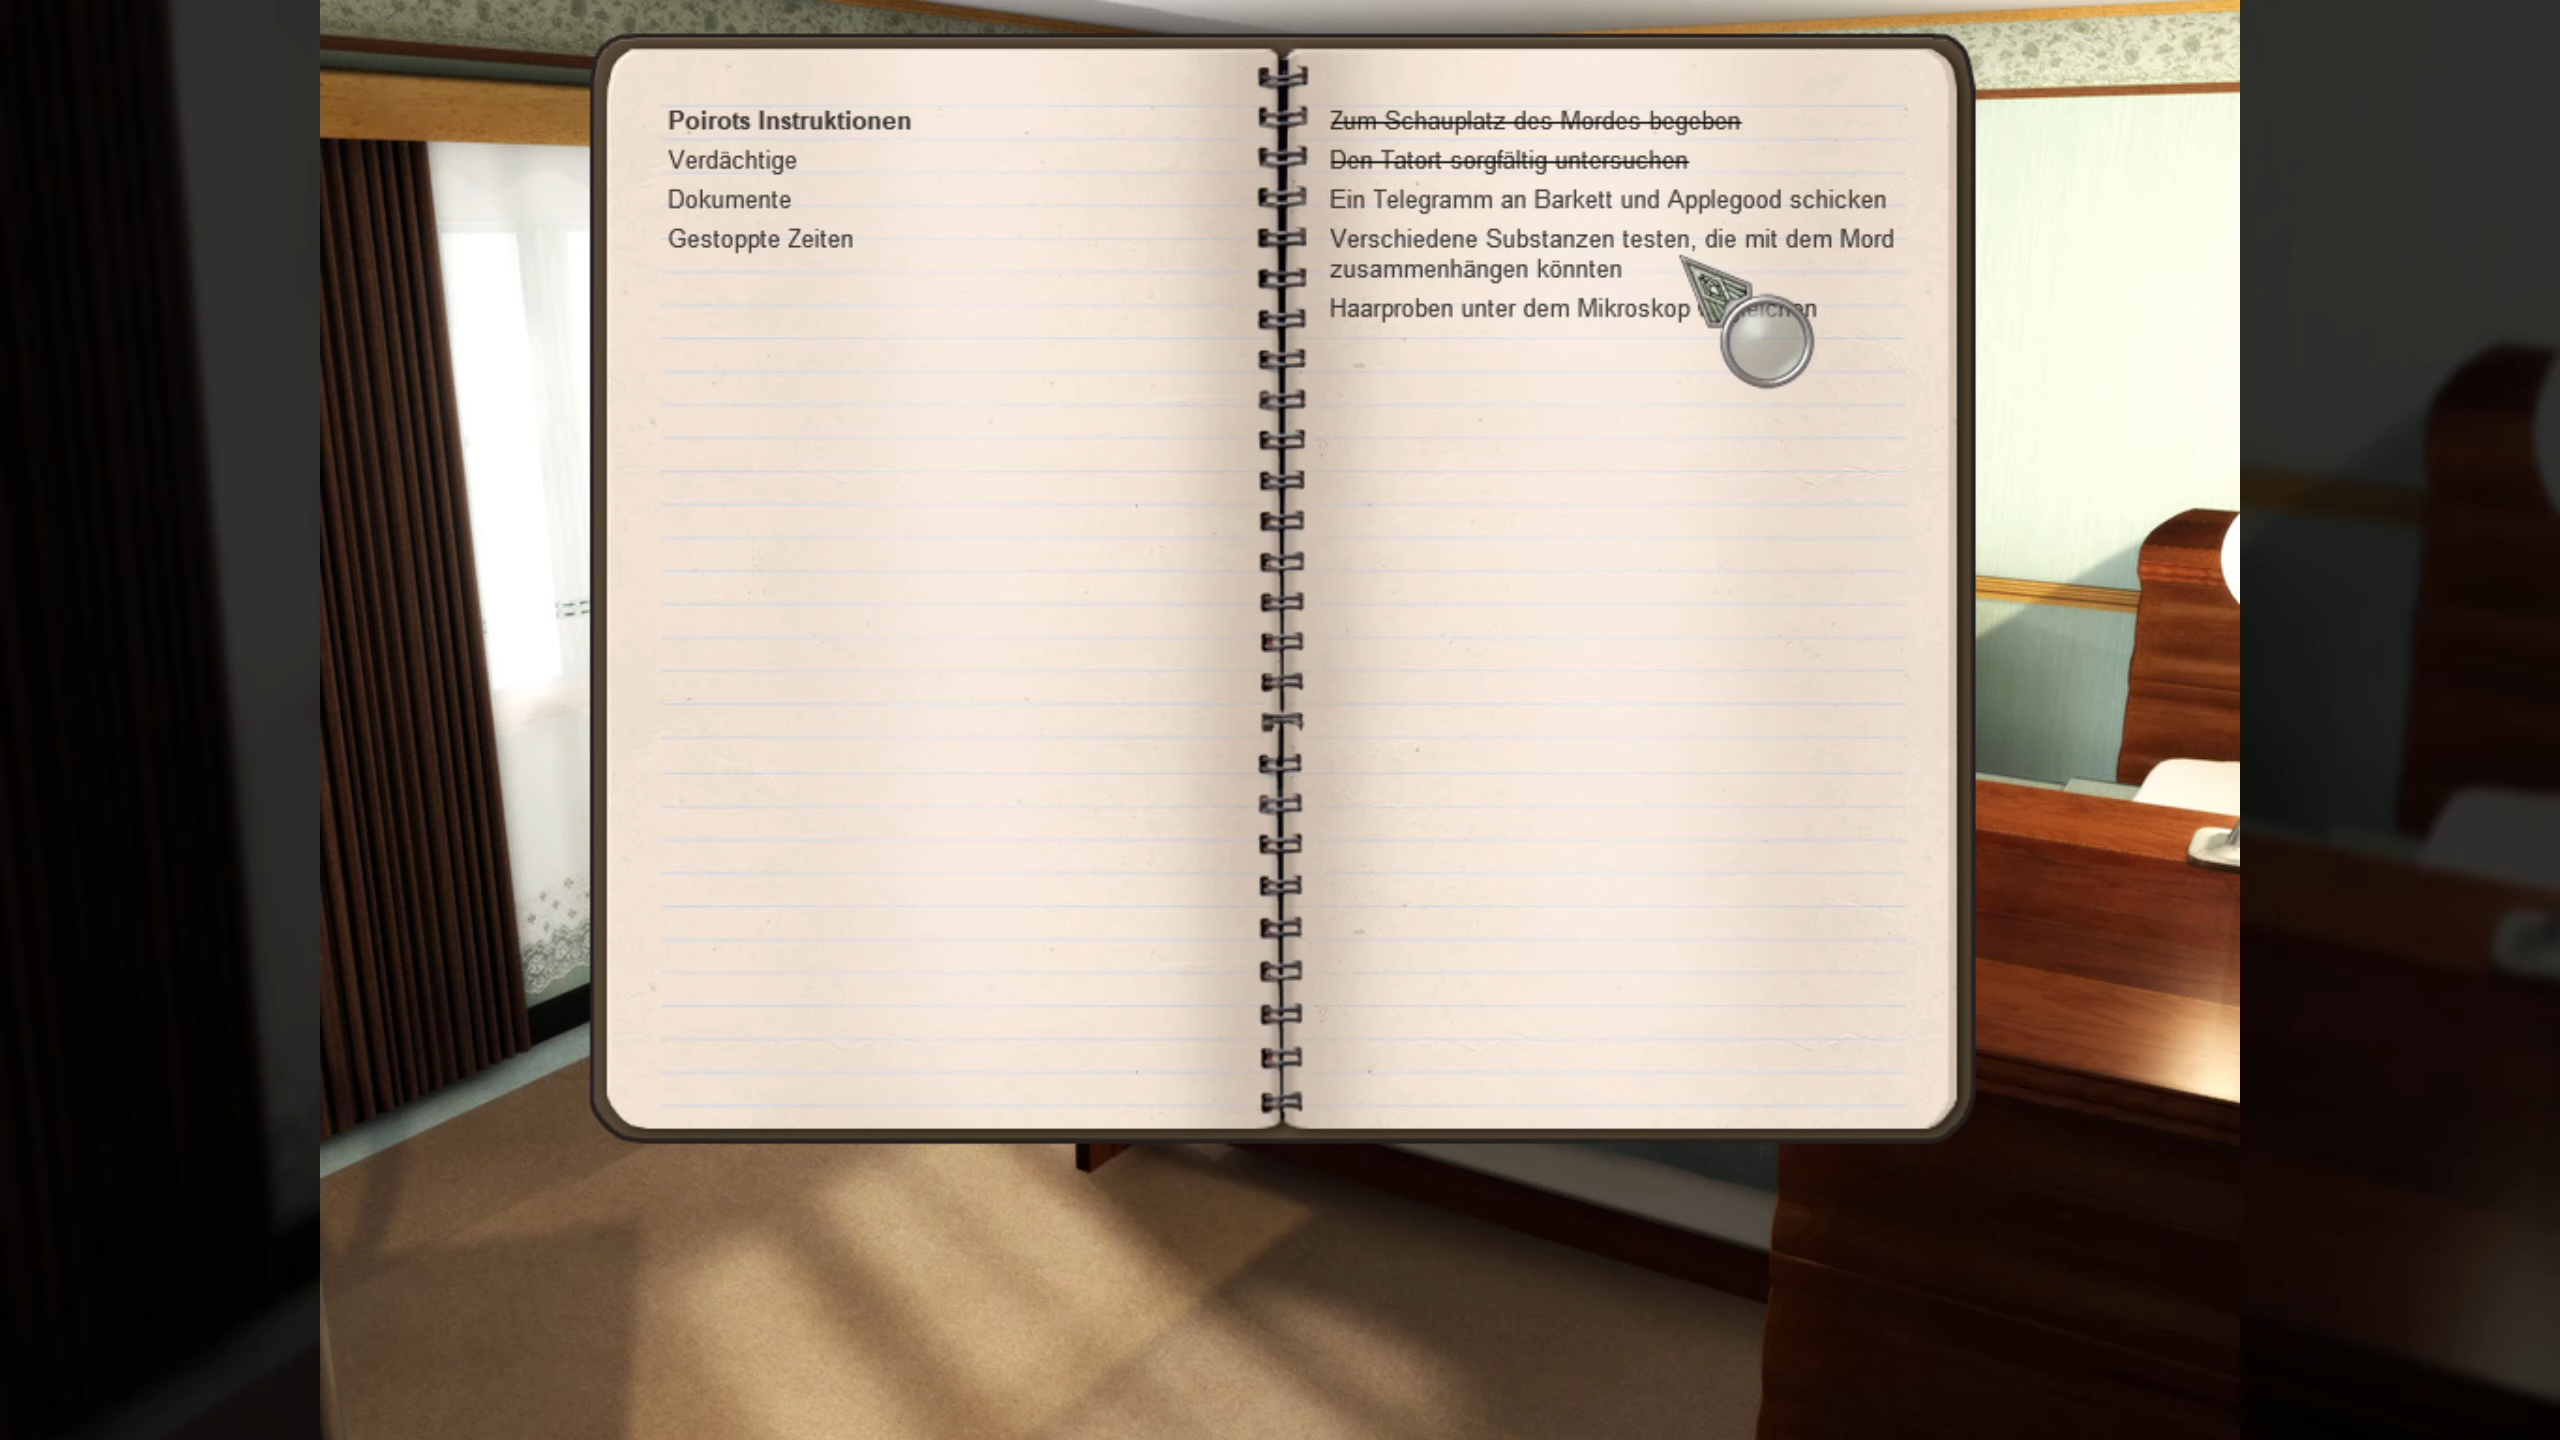 Poirots Instruktionen
Verdächtige
Dokumente
Gestoppte Zeiten
Zum Schauplatz des Mordes begeben
Den Tatort sorgfältig untersuchen
Ein Telegramm an Barkett und Applegood schicken
Verschiedene Substanzen testen, die mit dem Mord
zusammenhängen könnten
Haarproben unter dem Mikroskop